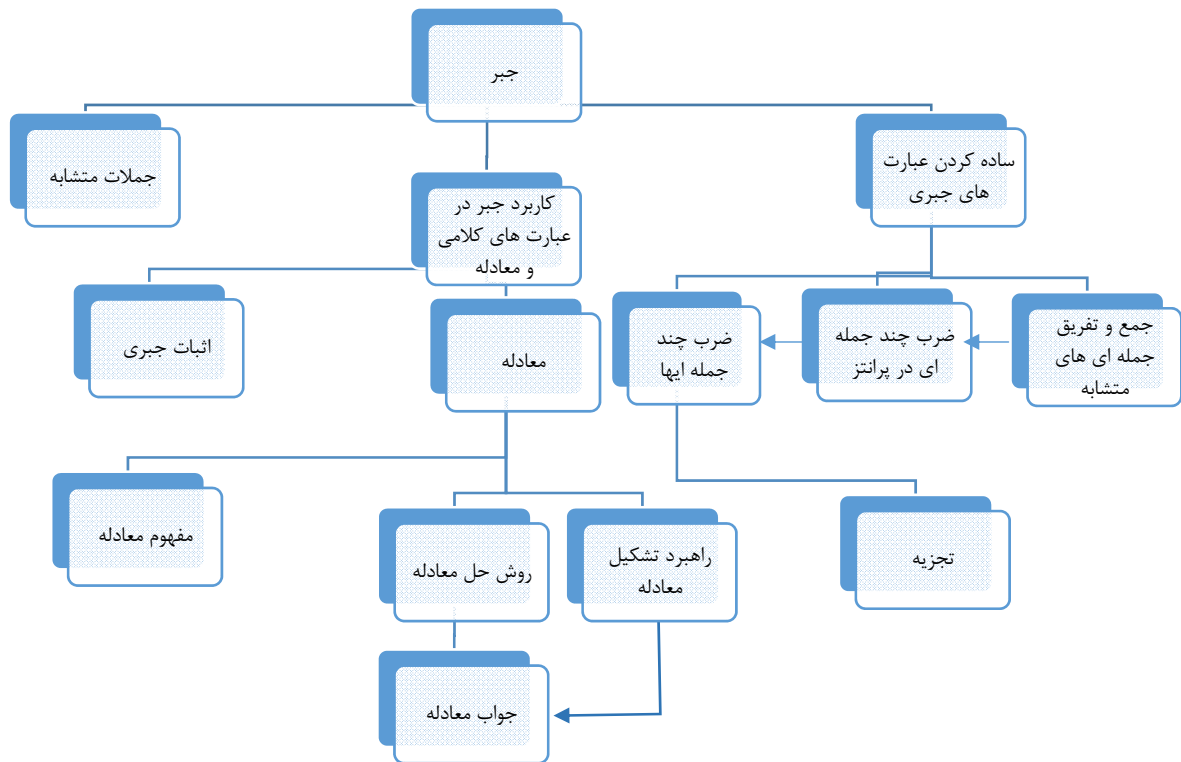 جبر
ساده کردن عبارت
های جبری
جملات متشابه
کاربرد جبر در
عبارت های کلامی
و معادله
جمع و تفریق
جمله ای های
متشابه
ضرب چند جمله
ای در پرانتز
ضرب چند
جمله ایها
معادله
اثبات جبری
تجزیه
راهبرد تشکیل
معادله
روش حل معادله
مفهوم معادله
جواب معادله